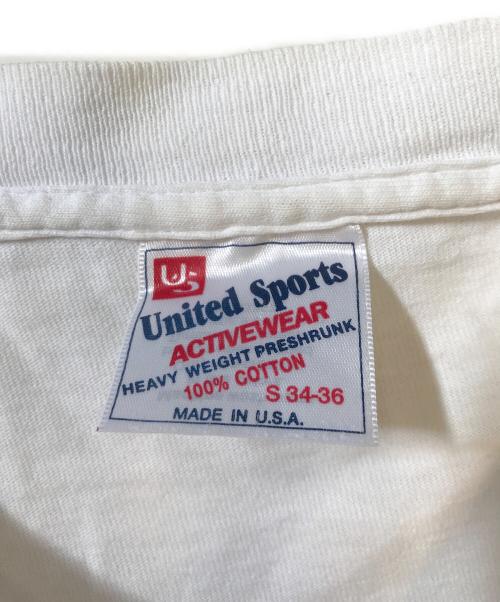 US
United Sports
ACTIVEWEAR
HEAVY WEIGHT PRESHRUNK
100% COTTON
S 34-36
MADE IN U.S.A.